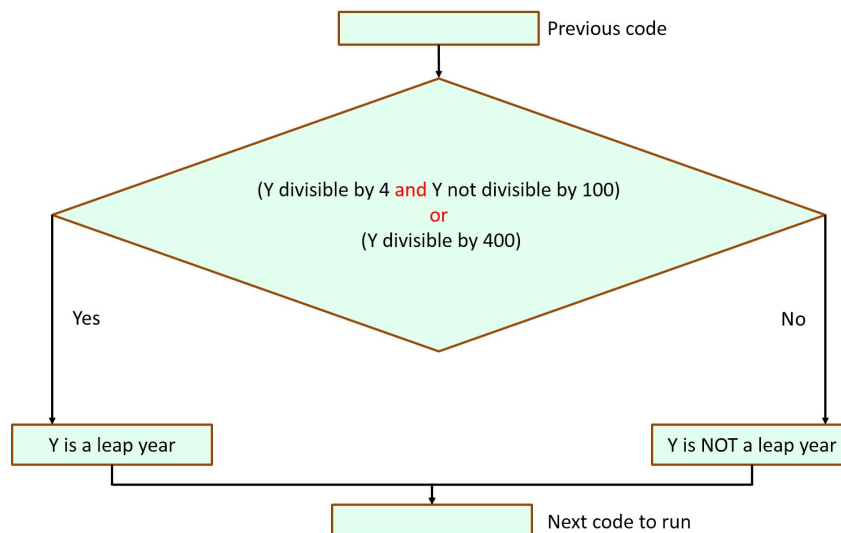 Previous code
(Y divisible by 4 and Y not divisible by 100)
or
(Y divisible by 400)
Yes
No
Y is a leap year
Y is NOT a leap year
Next code to run